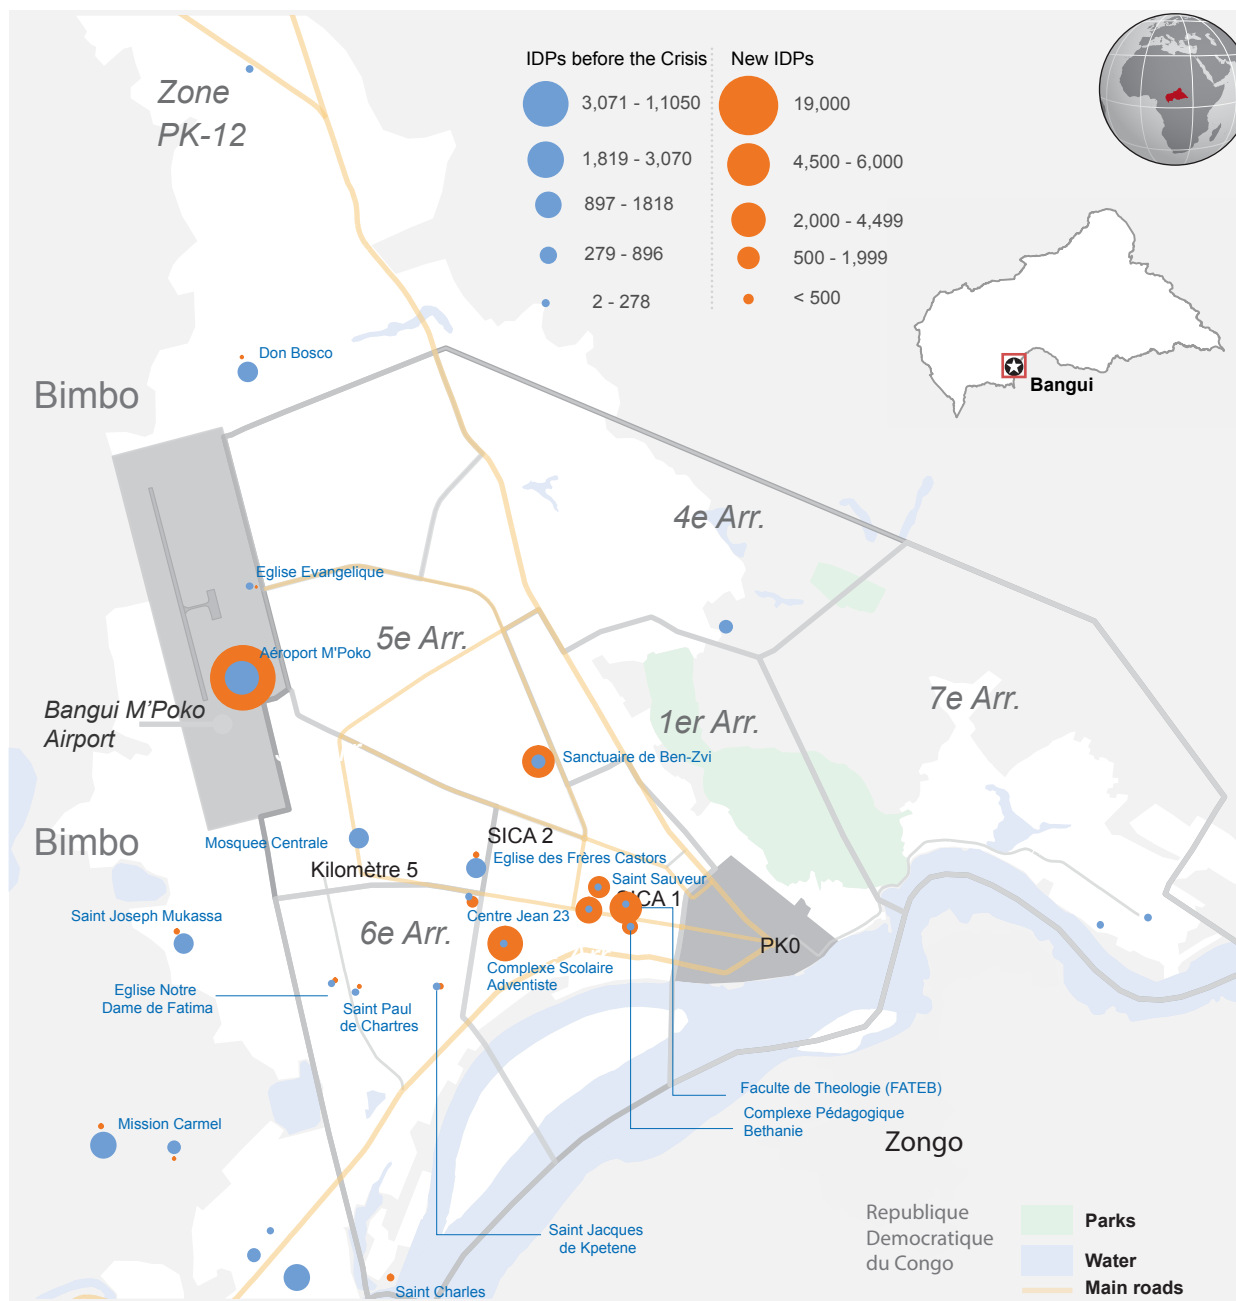 IDPs before the Crisis
New IDPs
3,071 - 1,1050
19,000
1,819 - 3,070
4,500 - 6,000
897 - 1818
2,000 - 4,499
279 - 896
500 - 1,999
2 - 278
< 500
Zone
PK-12
Bangui
Don Bosco
Bimbo
4e Arr.
Eglise Evangelique
5e Arr.
Aéroport M'Poko
7e Arr.
Bangui M'Poko
Airport
1er Arr.
Sanctuaire de Ben-Zvi
Bimbo
Mosquee Centrale
SICA 2
Eglise des Frères Castors
Kilomètre 5
Saint Sauveur
SICA 1
Saint Joseph Mukassa
Centre Jean 23
6e Arr.
PK0
Complexe Scolaire
Adventiste
Eglise Notre
Dame de Fatima
Saint Paul
de Chartres
Faculte de Theologie (FATEB)
Complexe Pédagogique
Bethanie
Mission Carmel
Zongo
Saint Jacques
de Kpetene
Saint Charles
Republique
Democratique
du Congo
Parks
Water
Main roads